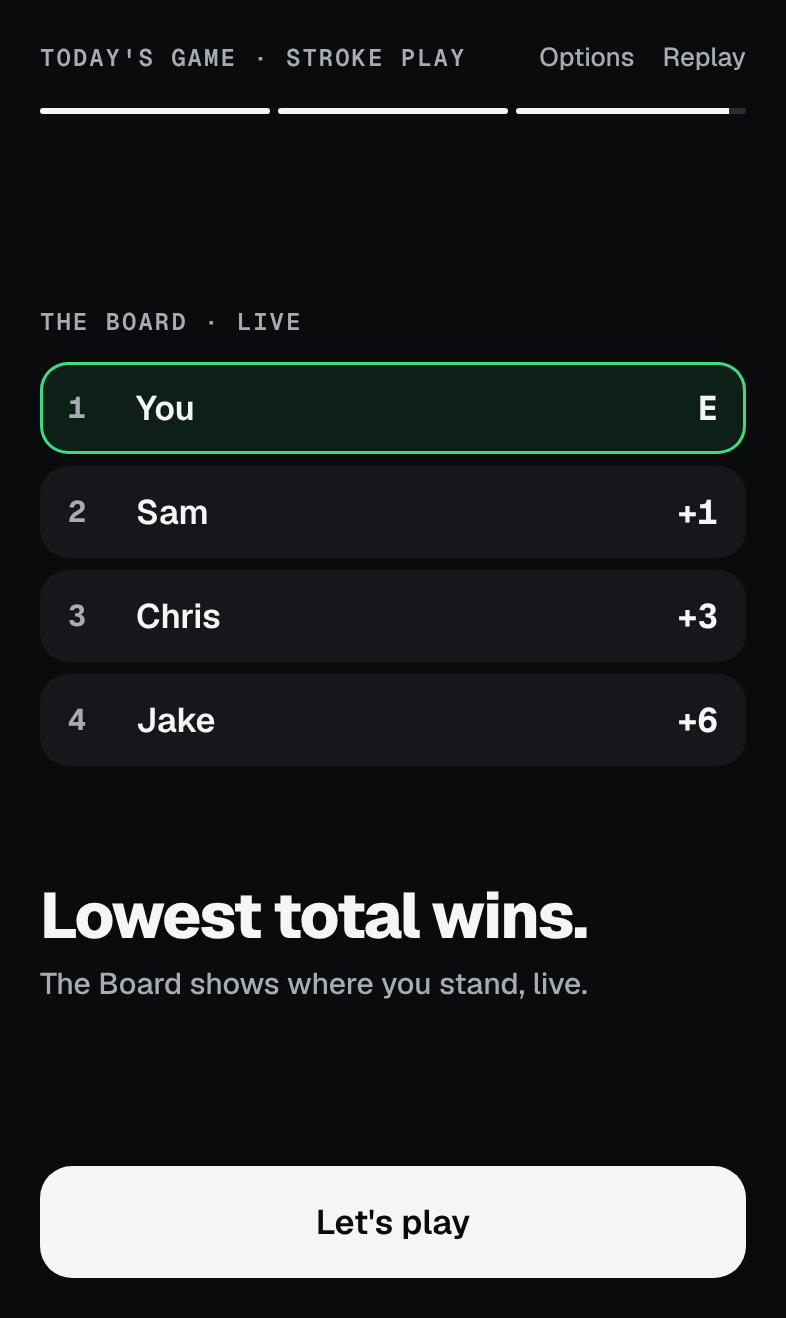 TODAY'S GAME · STROKE PLAY Options Replay
THE BOARD · LIVE
1 You E
2 Sam +1
3 Chris +3
4 Jake +6
Lowest total wins.
The Board shows where you stand, live.
Let's play